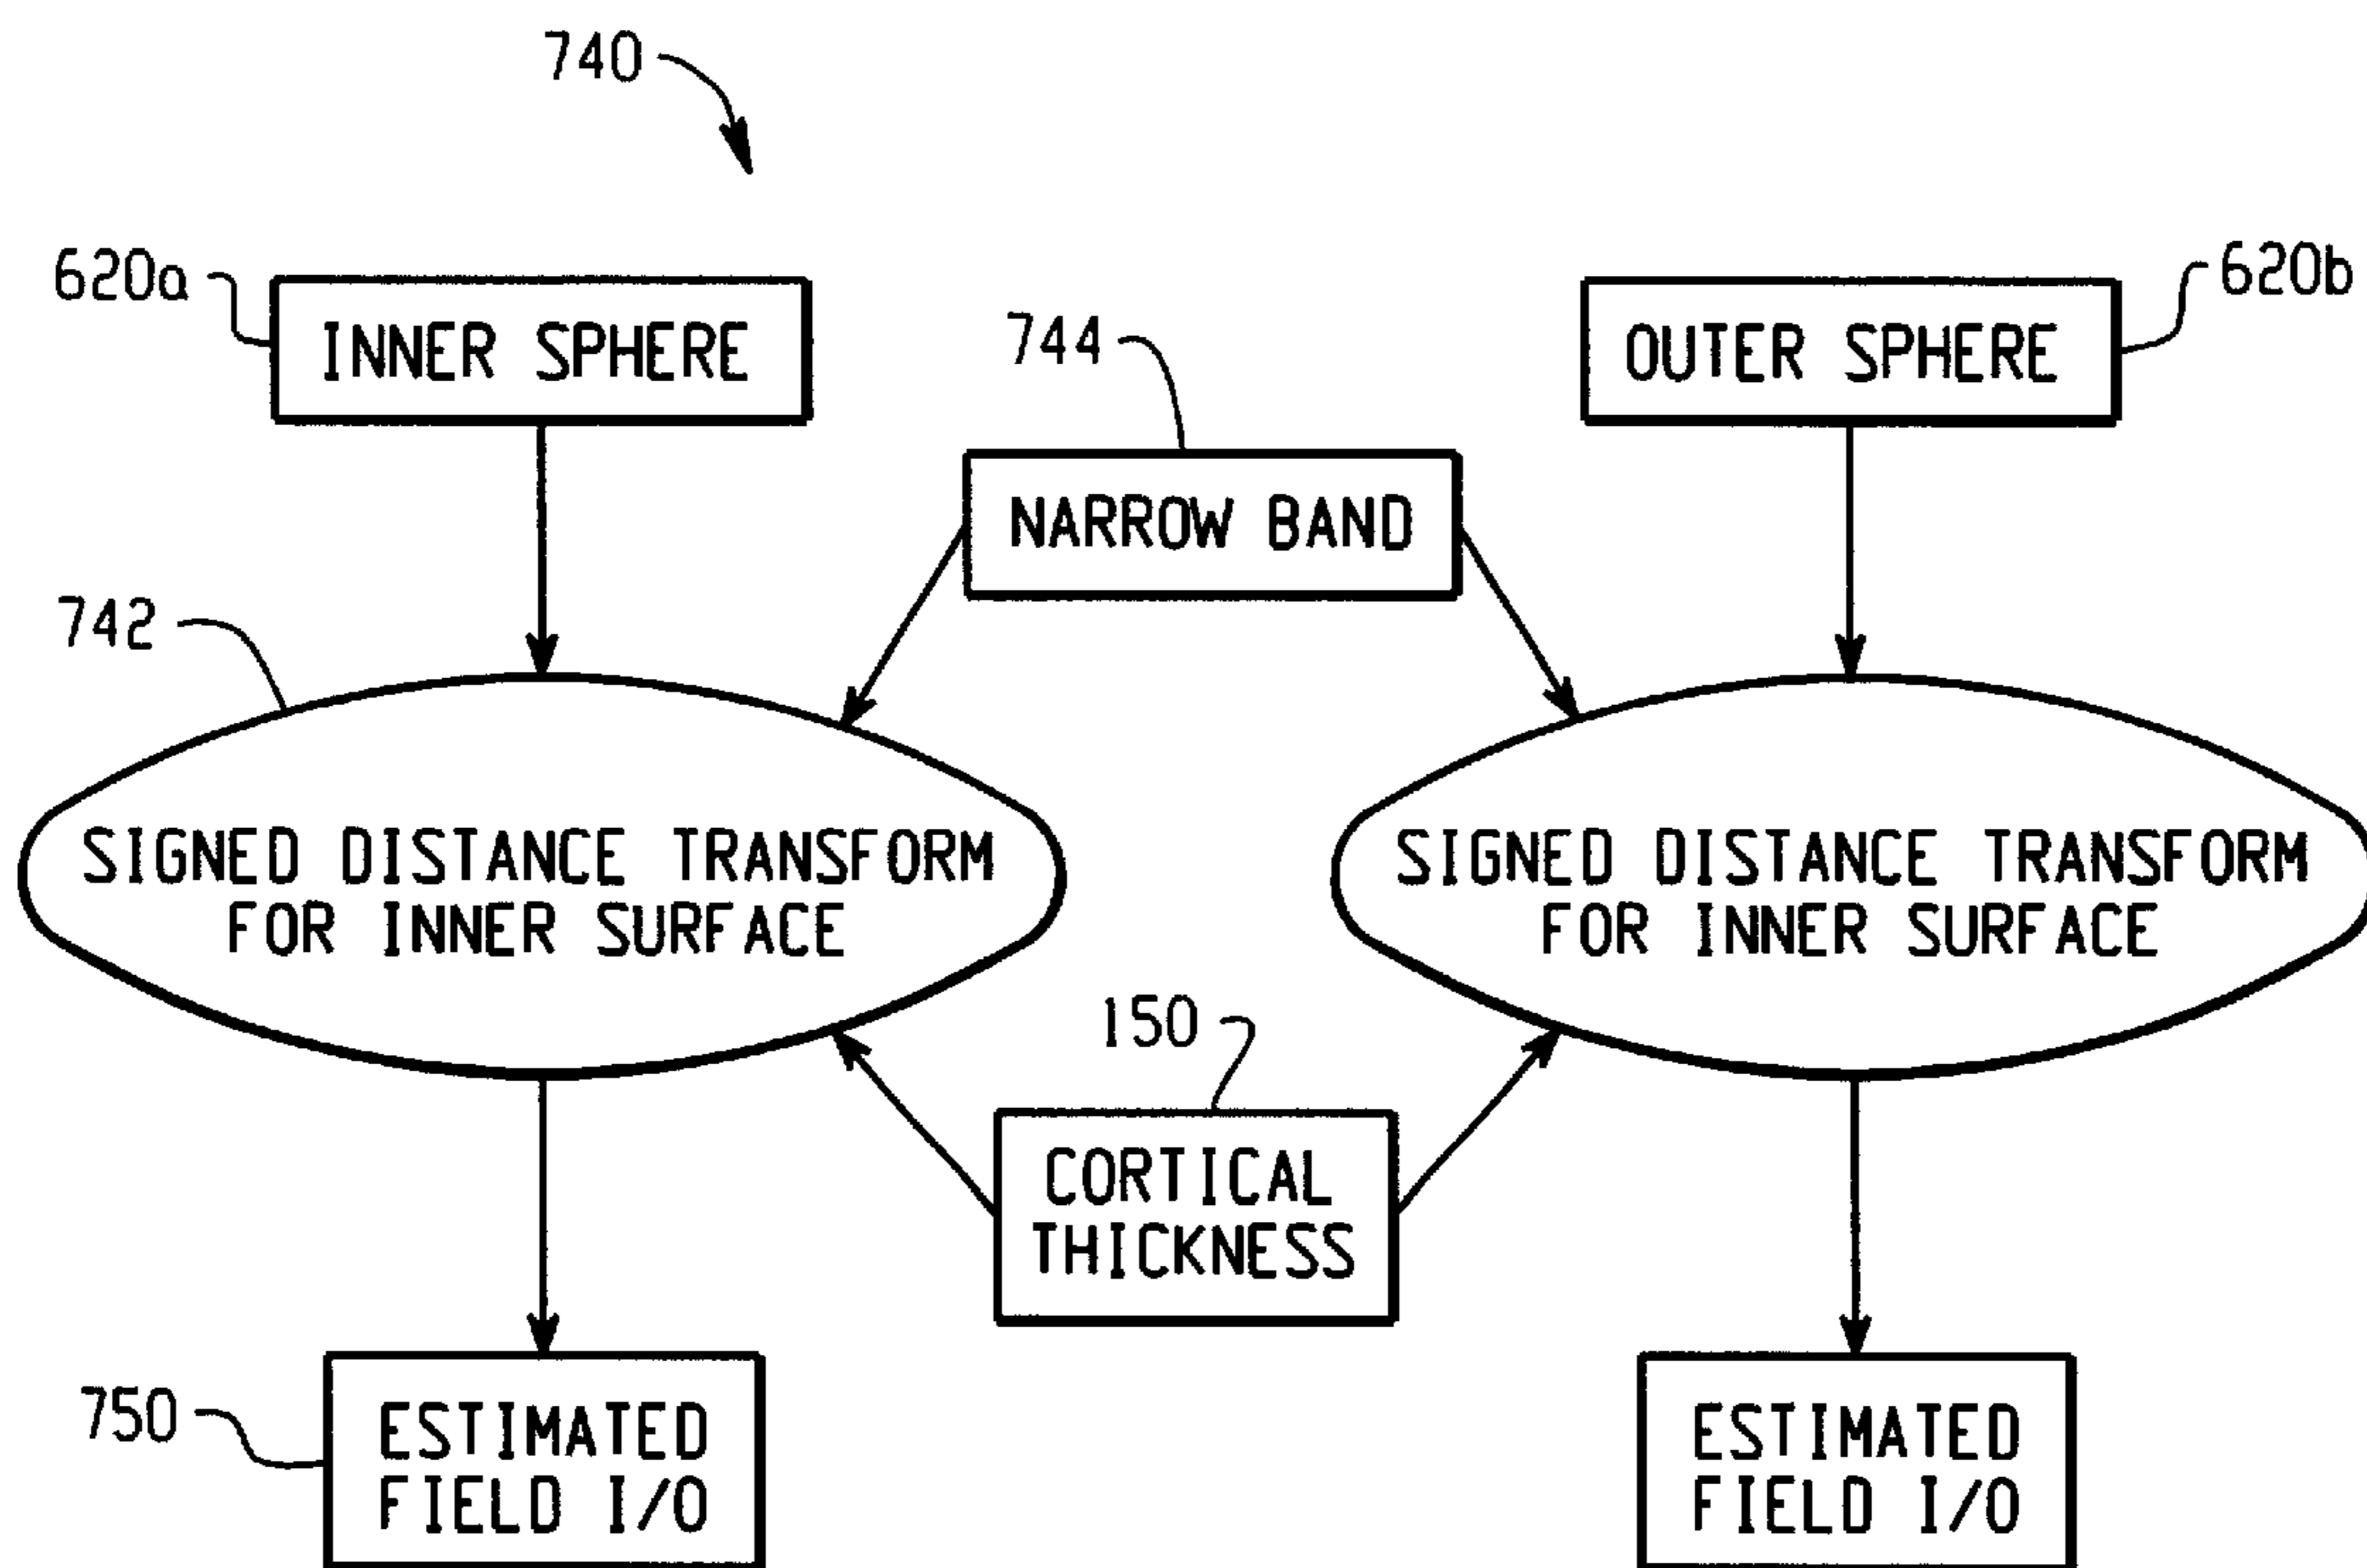 740
620a
INNER SPHERE
620b
OUTER SPHERE
744
NARROW BAND
742
SIGNED DISTANCE TRANSFORM
FOR INNER SURFACE
SIGNED DISTANCE TRANSFORM
FOR INNER SURFACE
150
CORTICAL
THICKNESS
750
ESTIMATED
FIELD I/O
ESTIMATED
FIELD I/O